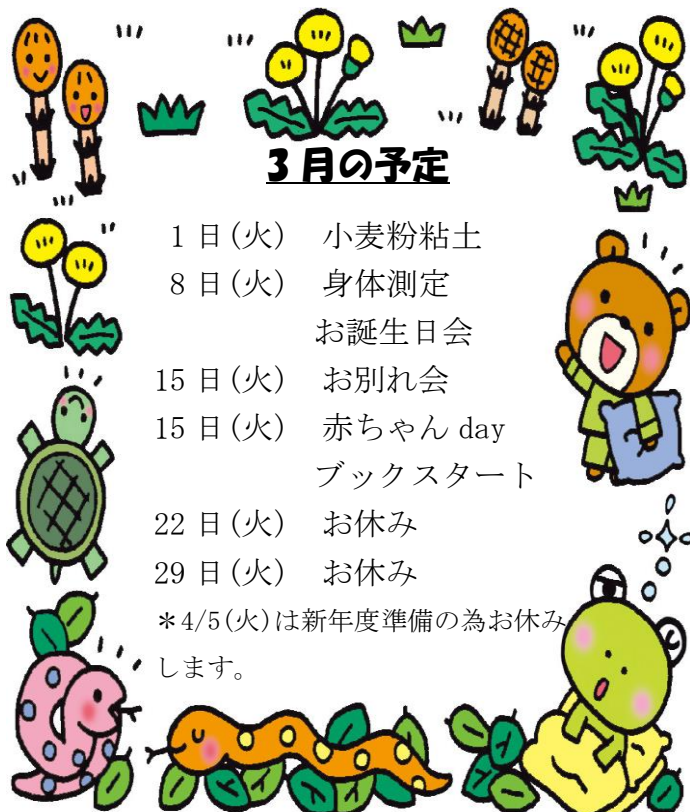 3月の予定
1日(火) 小麦粉粘土
8日(火) 身体測定
お誕生日会
15日(火) お別れ会
15日(火) 赤ちゃん day
ブックスタート
22日(火) お休み
29日(火) お休み
＊4/5(火)は新年度準備の為お休み
します。